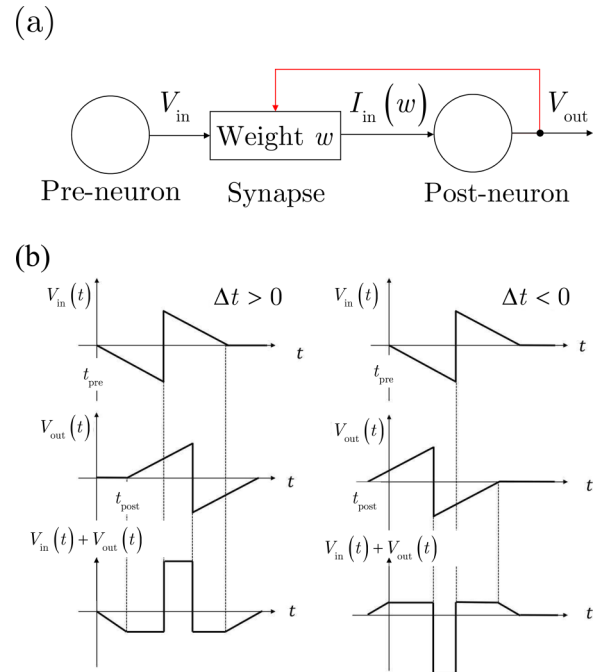 (a)
V_in
I_in (w)
V_out
Weight w
Pre-neuron
Synapse
Post-neuron
(b)
V_in (t)
Δt > 0
t
t_pre
V_out (t)
t
t_post
V_in (t) + V_out (t)
t
V_in (t)
Δt < 0
t
t_pre
V_out (t)
t
t_post
V_in (t) + V_out (t)
t